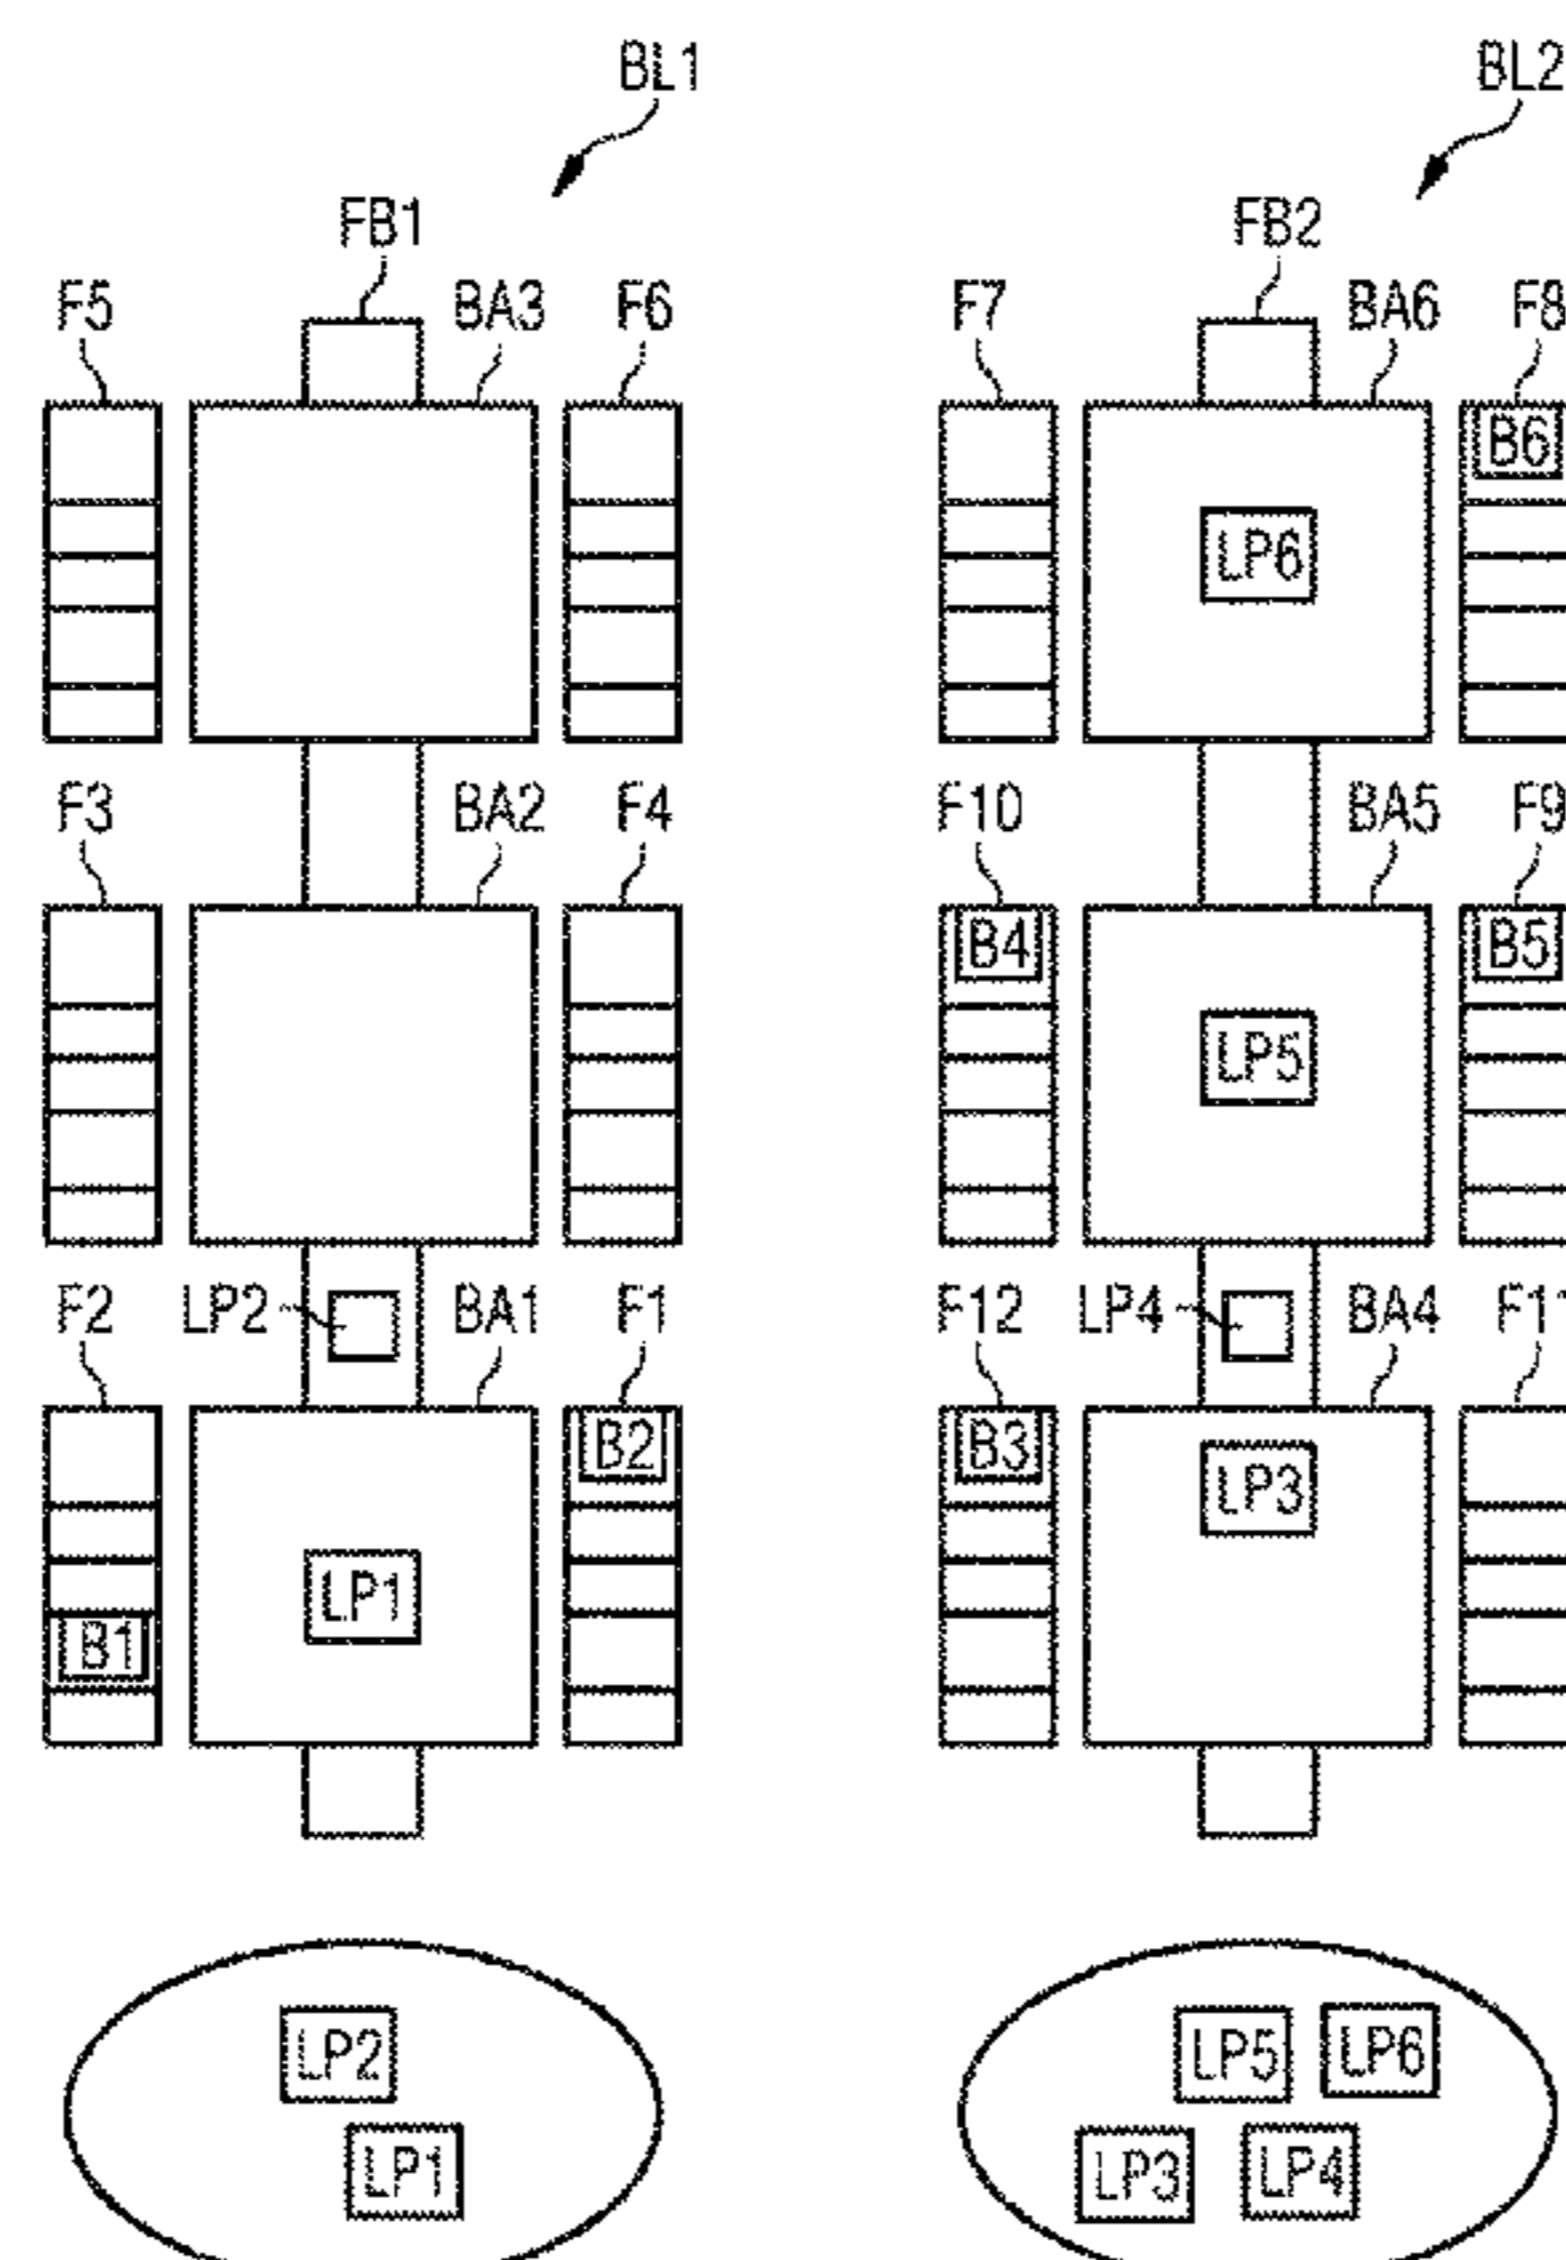 BL1 BL2
FB1 FB2
F5 BA3 F6 F7 BA6 F8
B6
LP6
F3 BA2 F4 F10 BA5 F9
B4 B5
LP5
F2 LP2 BA1 F1 F12 LP4 BA4
B2 B3 LP3
LP1
B1
LP2 LP5 LP6
LP1 LP3 LP4